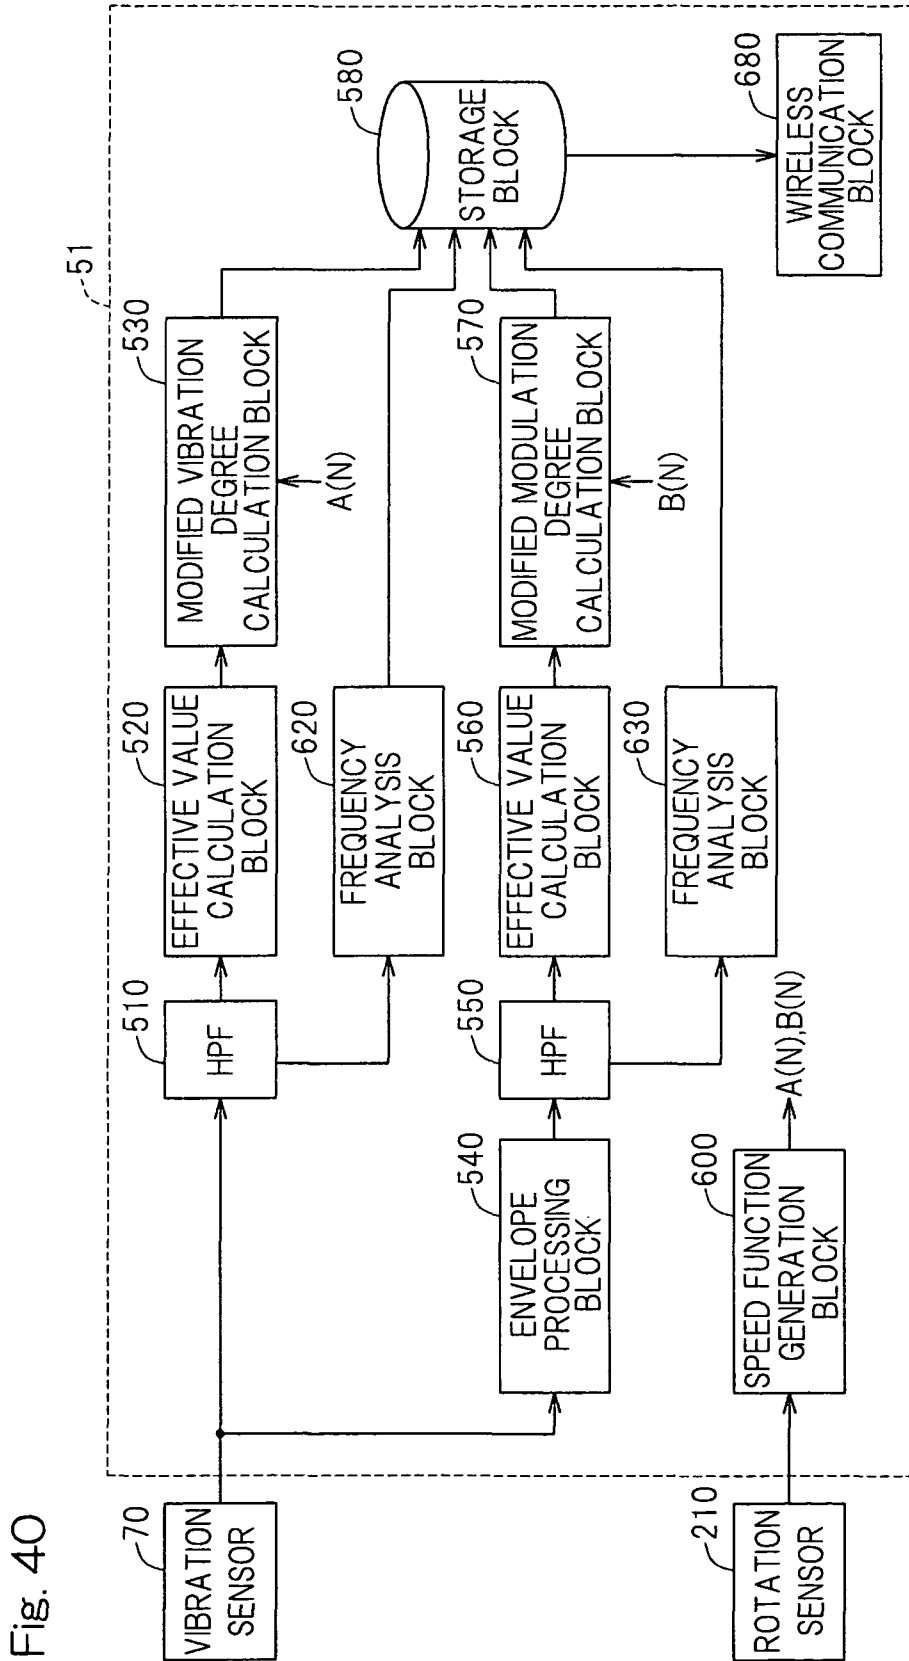 Fig. 40
51
70
VIBRATION
SENSOR
510
HPF
520
EFFECTIVE VALUE
CALCULATION
BLOCK
530
MODIFIED VIBRATION
DEGREE
CALCULATION BLOCK
A(N)
620
FREQUENCY
ANALYSIS
BLOCK
580
STORAGE
BLOCK
540
ENVELOPE
PROCESSING
BLOCK
550
HPF
560
EFFECTIVE VALUE
CALCULATION
BLOCK
570
MODIFIED MODULATION
DEGREE
CALCULATION BLOCK
B(N)
630
FREQUENCY
ANALYSIS
BLOCK
210
ROTATION
SENSOR
600
SPEED FUNCTION
GENERATION
BLOCK
A(N),B(N)
680
WIRELESS
COMMUNICATION
BLOCK